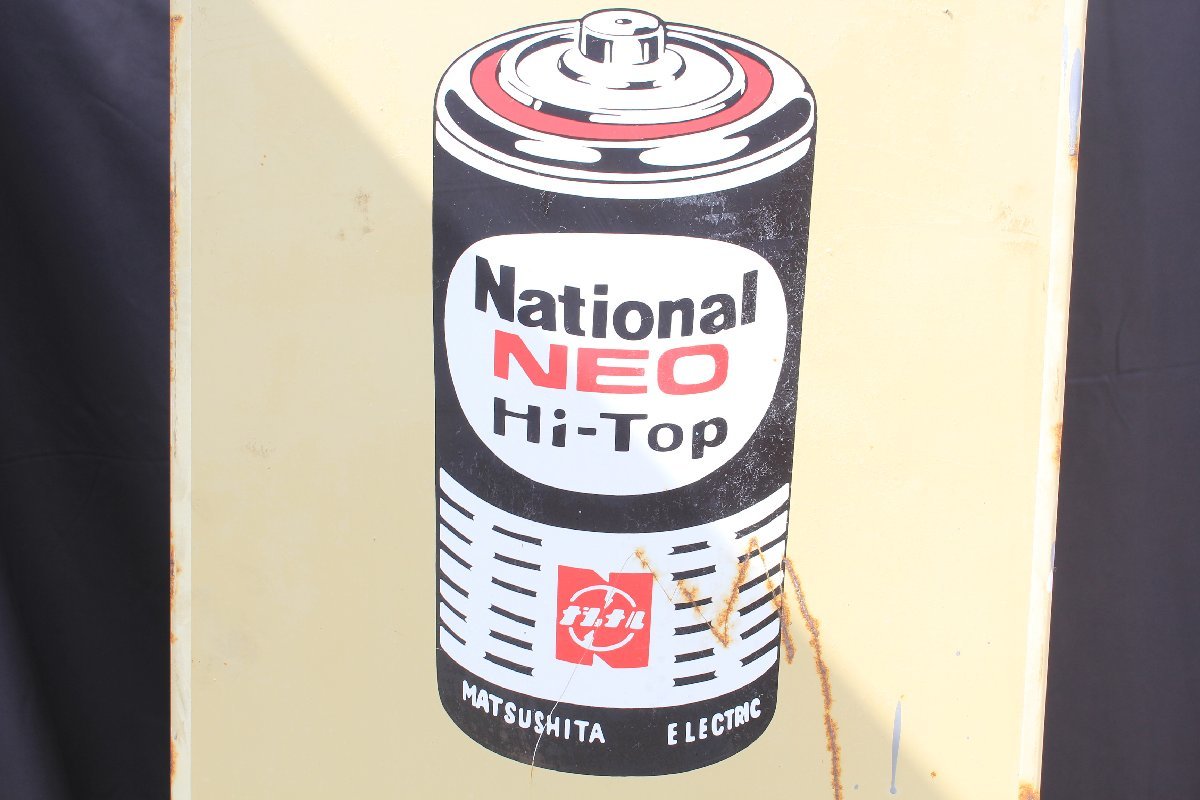 National
NEO
Hi-Top
ナショナル
MATSUSHITA ELECTRIC